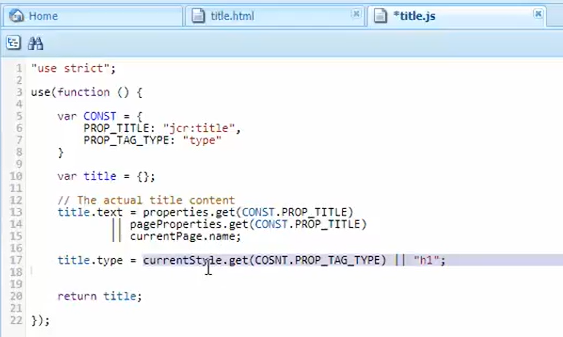 Home
title.html
*title.js
1 "use strict";
2
3 use(function () {
4
5 var CONST = {
6 PROP_TITLE: "jcr:title",
7 PROP_TAG_TYPE: "type"
8 }
9
10 var title = {};
11
12 // The actual title content
13 title.text = properties.get(CONST.PROP_TITLE)
14 || pageProperties.get(CONST.PROP_TITLE)
15 || currentPage.name;
16
17 title.type = currentStyle.get(COSNT.PROP_TAG_TYPE) || "h1";
18
19
20 return title;
21
22 });